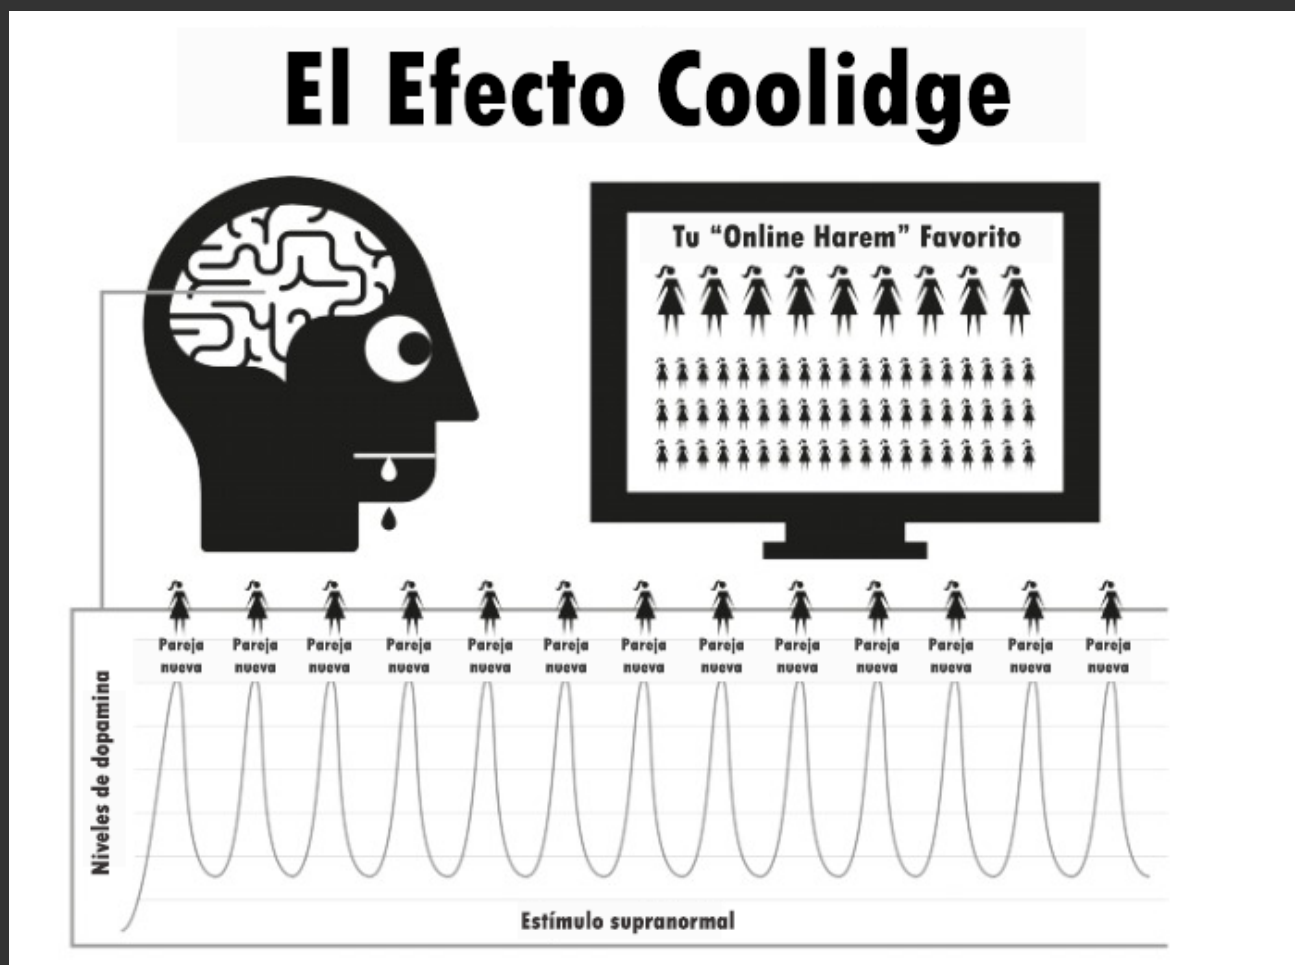 El Efecto Coolidge
Tu “Online Harem” Favorito
Pareja Pareja Pareja Pareja Pareja Pareja Pareja Pareja Pareja Pareja Pareja Pareja Pareja
nueva nueva nueva nueva nueva nueva nueva nueva nueva nueva nueva nueva nueva
Niveles de dopamina
Estímulo supranormal